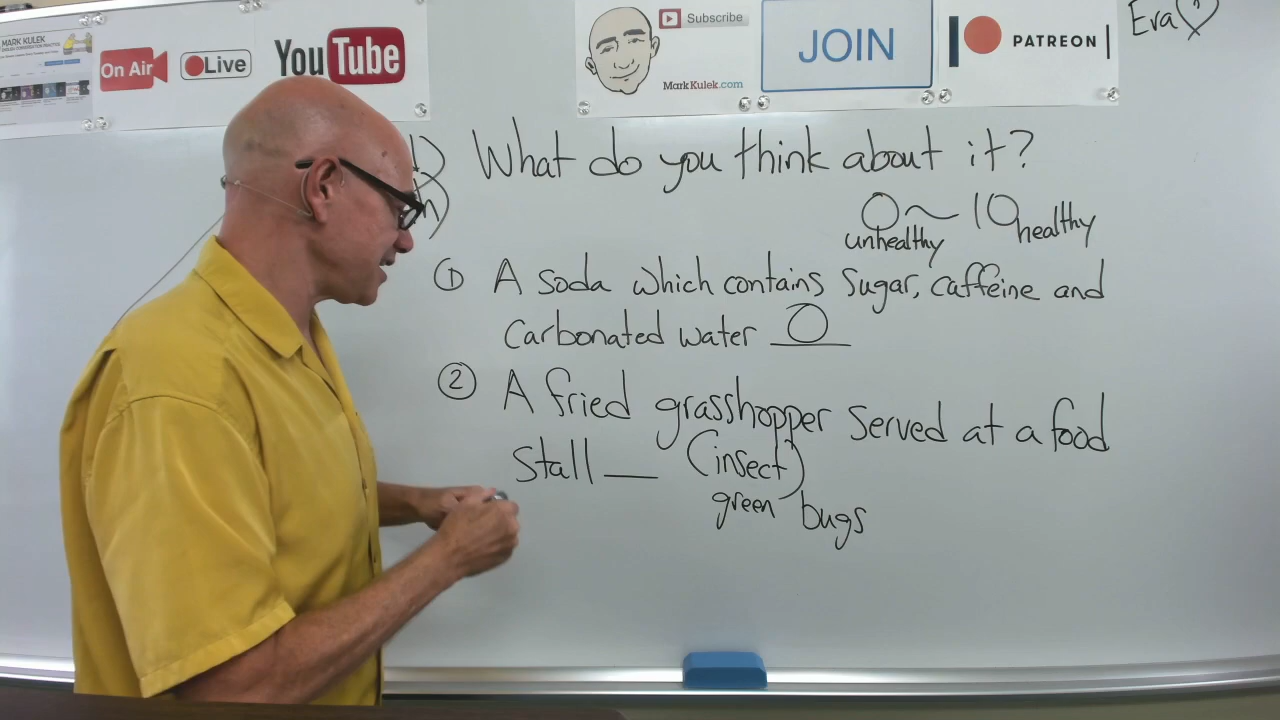 MARK KULEK
On Air
Live
YouTube
Subscribe
MarkKulek.com
JOIN
PATREON
Eva
What do you think about it?
0 ~ 10
unhealthy healthy
① A soda which contains sugar, caffeine and
carbonated water 0
② A fried grasshopper served at a food
stall __ (insect)
green bugs